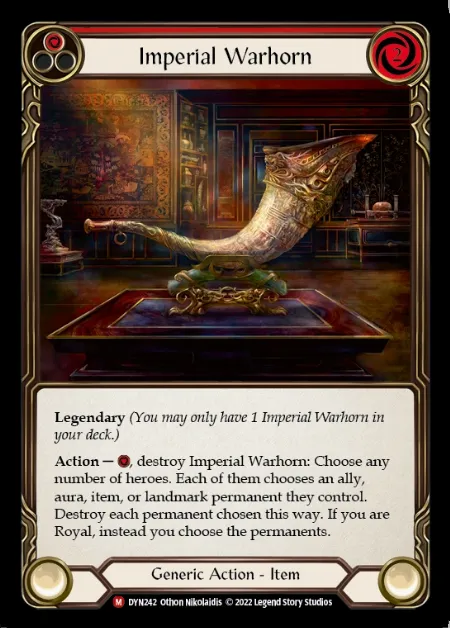 Imperial Warhorn
2
Legendary (You may only have 1 Imperial Warhorn in
your deck.)
Action — , destroy Imperial Warhorn: Choose any
number of heroes. Each of them chooses an ally,
aura, item, or landmark permanent they control.
Destroy each permanent chosen this way. If you are
Royal, instead you choose the permanents.
Generic Action - Item
M DYN242 Othon Nikolaidis © 2022 Legend Story Studios